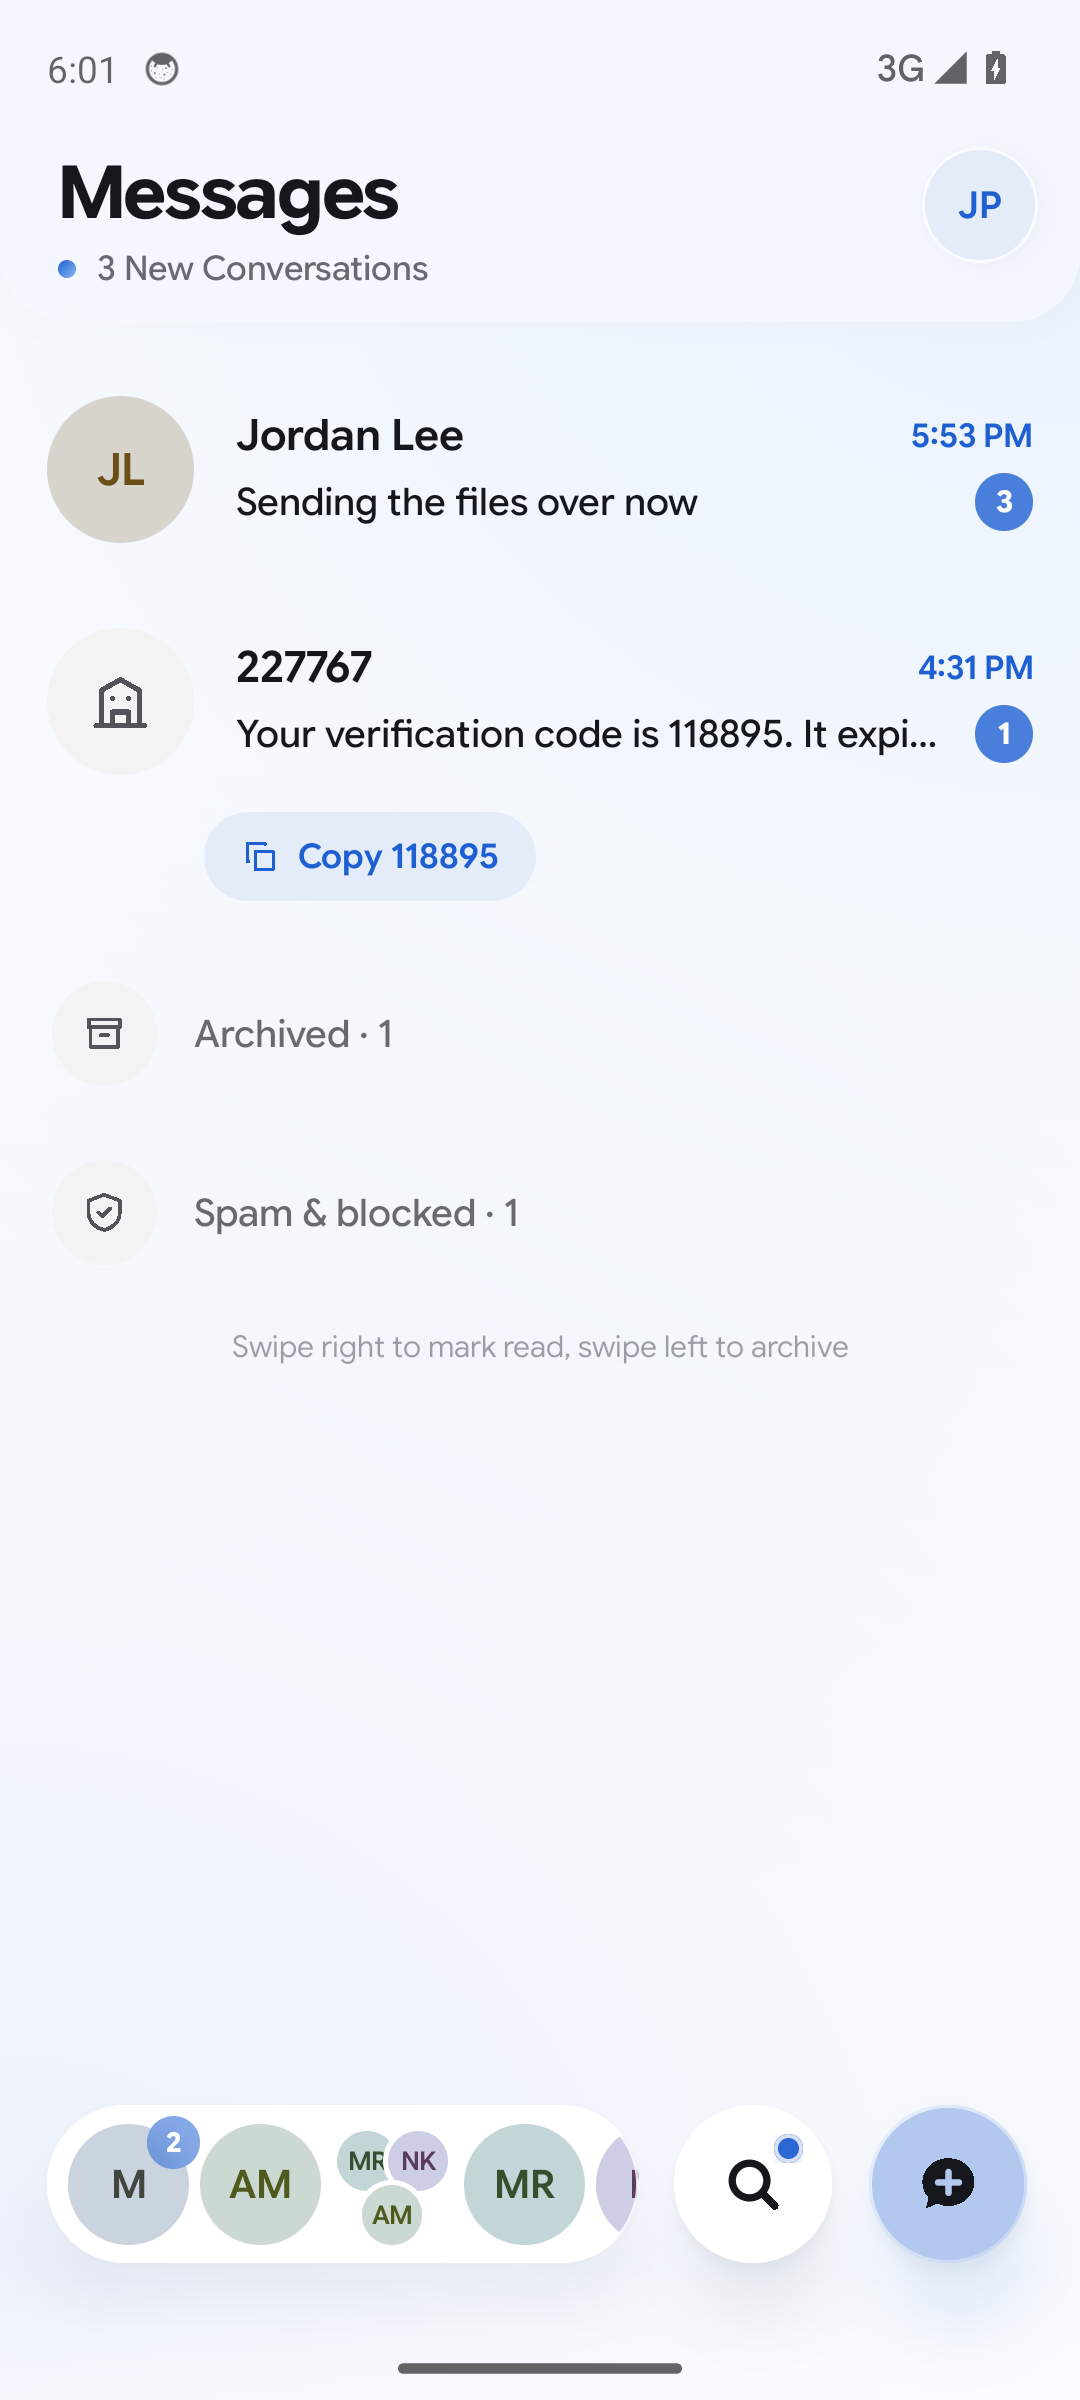 6:01
3G
Messages
JP
3 New Conversations
JL
Jordan Lee
5:53 PM
Sending the files over now
3
227767
4:31 PM
Your verification code is 118895. It expi...
1
Copy 118895
Archived · 1
Spam & blocked · 1
Swipe right to mark read, swipe left to archive
M
2
AM
MR
NK
AM
MR